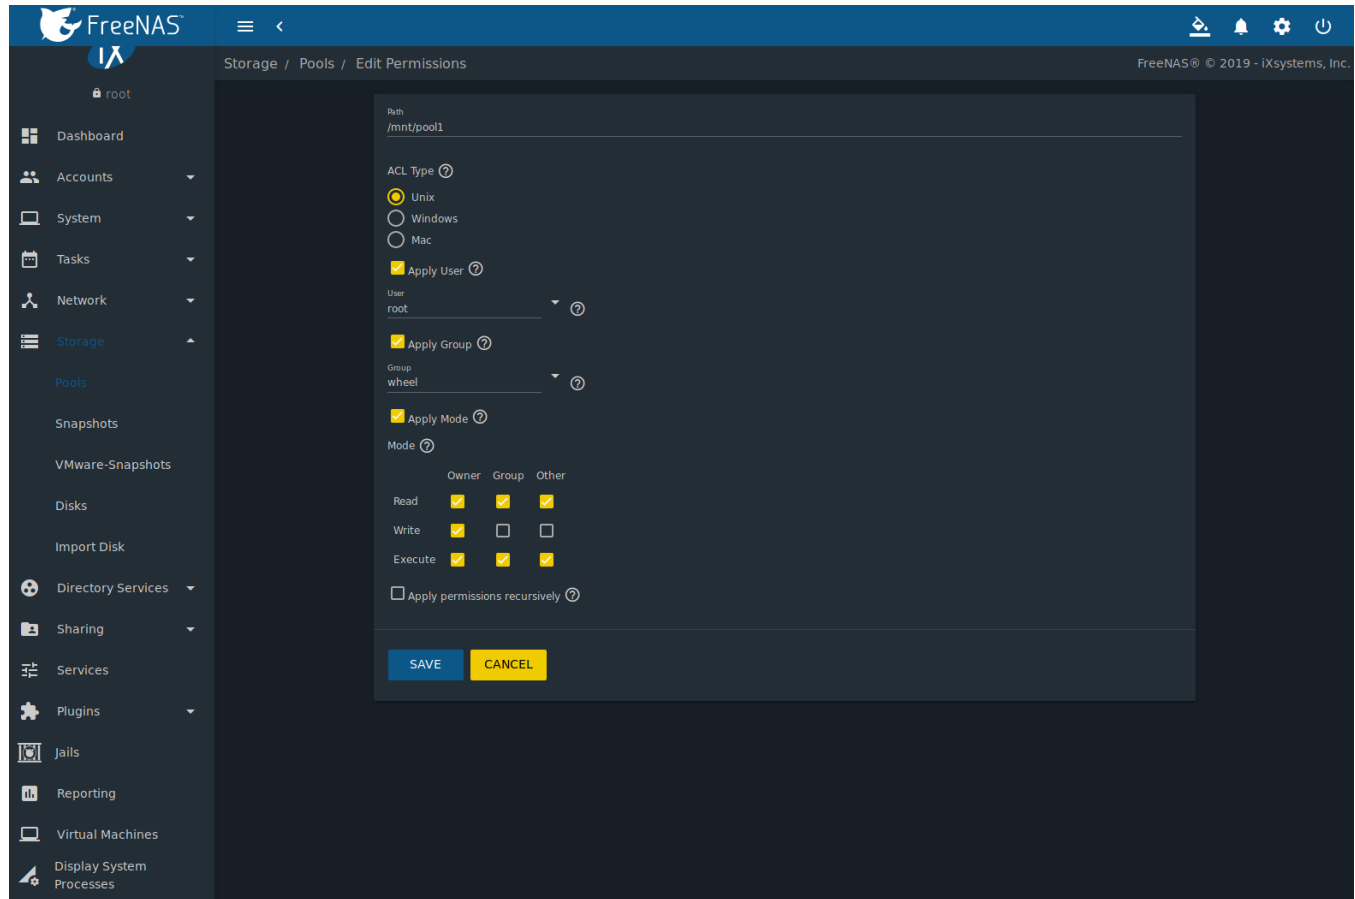 FreeNAS™
Storage / Pools / Edit Permissions
FreeNAS® © 2019 - iXsystems, Inc.
root
Dashboard
Accounts
System
Tasks
Network
Storage
Pools
Snapshots
VMware-Snapshots
Disks
Import Disk
Directory Services
Sharing
Services
Plugins
Jails
Reporting
Virtual Machines
Display System
Processes
Path
/mnt/pool1
ACL Type
Unix
Windows
Mac
Apply User
User
root
Apply Group
Group
wheel
Apply Mode
Mode
Owner Group Other
Read
Write
Execute
Apply permissions recursively
SAVE CANCEL